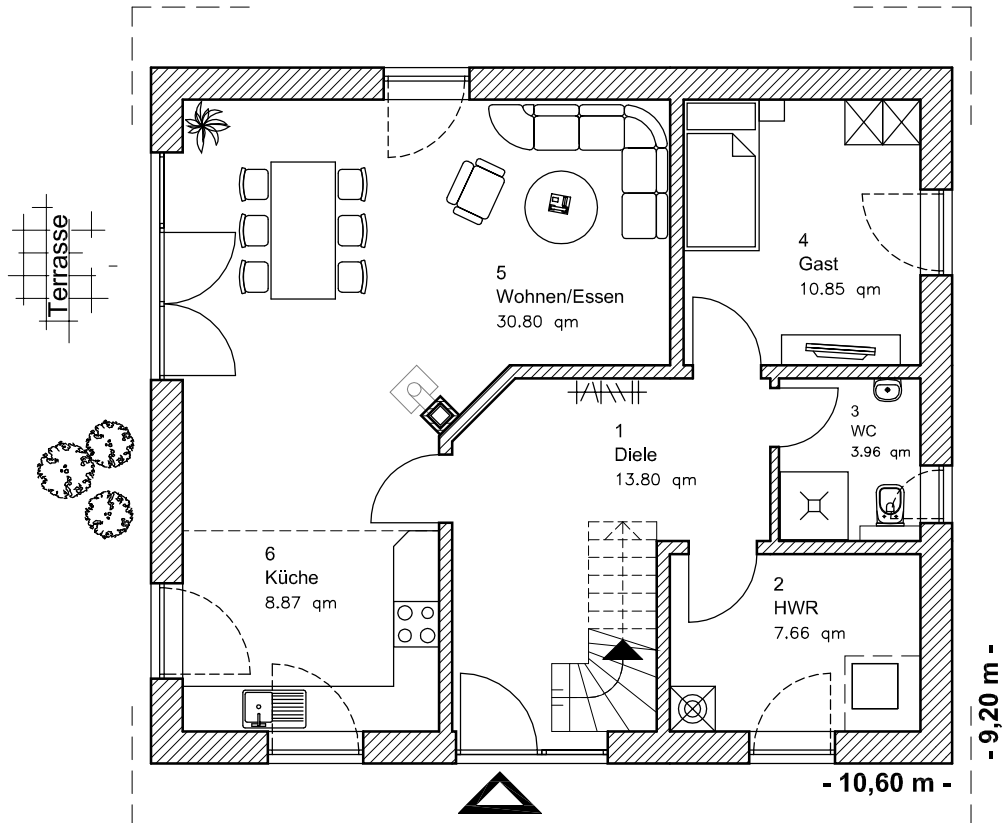 Terrasse
5
Wohnen/Essen
30.80 qm
4
Gast
10.85 qm
1
Diele
13.80 qm
3
WC
3.96 qm
6
Küche
8.87 qm
2
HWR
7.66 qm
- 10,60 m -
- 9,20 m -